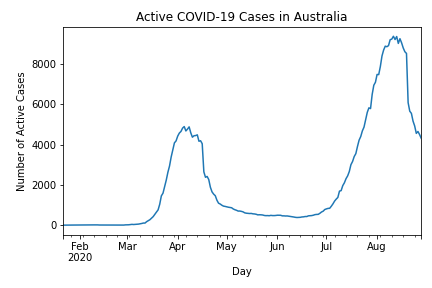 Active COVID-19 Cases in Australia
Number of Active Cases
8000
6000
4000
2000
0
Feb Mar Apr May Jun Jul Aug
2020
Day